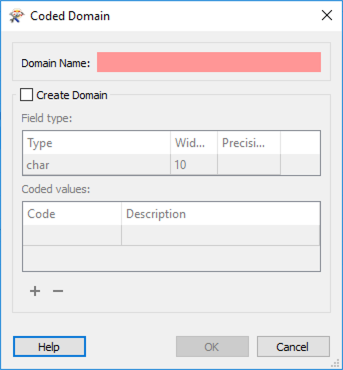 Coded Domain
Domain Name:
Create Domain
Field type:
Type Wid... Precisi...
char 10
Coded values:
Code Description
Help OK Cancel